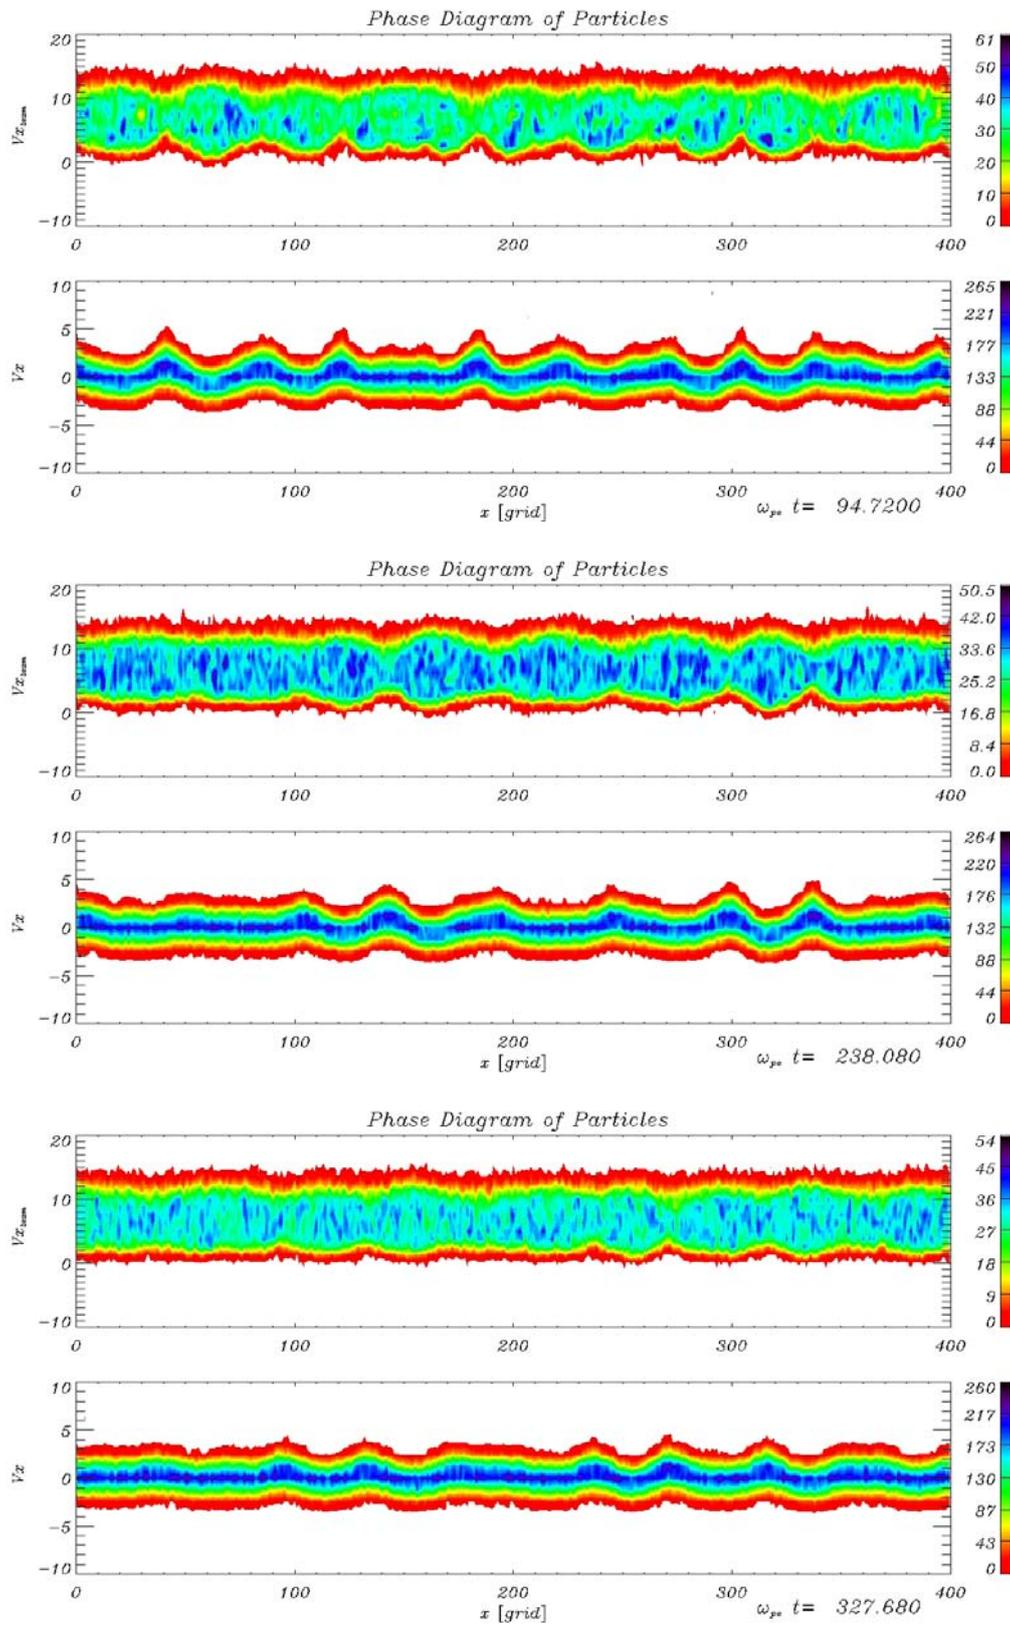 Phase Diagram of Particles
20 10 0 -10
Vx_beam
0 100 200 300 400
61 50 40 30 20 10 0
10 5 0 -5 -10
Vx
0 100 200 300 400
265 221 177 133 88 44 0
x [grid]
ω_pe t= 94.7200
Phase Diagram of Particles
20 10 0 -10
Vx_beam
0 100 200 300 400
50.5 42.0 33.6 25.2 16.8 8.4 0.0
10 5 0 -5 -10
Vx
0 100 200 300 400
264 220 176 132 88 44 0
x [grid]
ω_pe t= 238.080
Phase Diagram of Particles
20 10 0 -10
Vx_beam
0 100 200 300 400
54 45 36 27 18 9 0
10 5 0 -5 -10
Vx
0 100 200 300 400
260 217 173 130 87 43 0
x [grid]
ω_pe t= 327.680